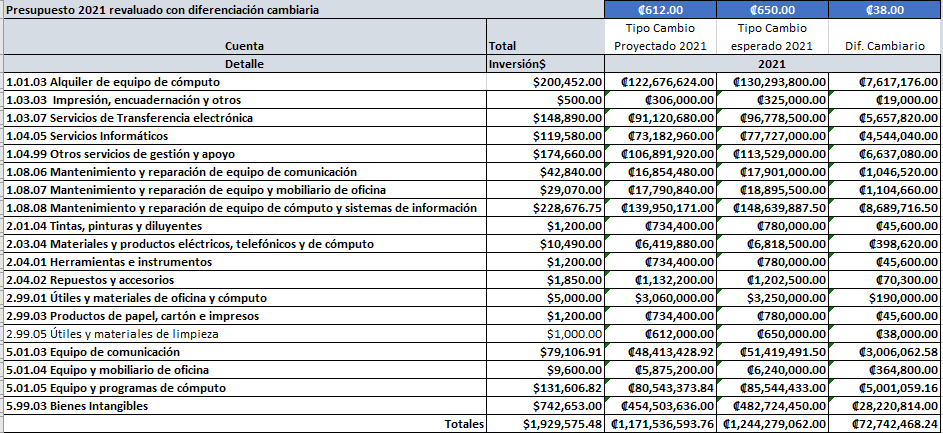 Presupuesto 2021 revaluado con diferenciación cambiaria ₡612.00 ₡650.00 ₡38.00
Cuenta Total Tipo Cambio Proyectado 2021 Tipo Cambio esperado 2021 Dif. Cambiario
Detalle Inversión$ 2021
1.01.03 Alquiler de equipo de cómputo $200,452.00 ₡122,676,624.00 ₡130,293,800.00 ₡7,617,176.00
1.03.03 Impresión, encuadernación y otros $500.00 ₡306,000.00 ₡325,000.00 ₡19,000.00
1.03.07 Servicios de Transferencia electrónica $148,890.00 ₡91,120,680.00 ₡96,778,500.00 ₡5,657,820.00
1.04.05 Servicios Informáticos $119,580.00 ₡73,182,960.00 ₡77,727,000.00 ₡4,544,040.00
1.04.99 Otros servicios de gestión y apoyo $174,660.00 ₡106,891,920.00 ₡113,529,000.00 ₡6,637,080.00
1.08.06 Mantenimiento y reparación de equipo de comunicación $42,840.00 ₡16,854,480.00 ₡17,901,000.00 ₡1,046,520.00
1.08.07 Mantenimiento y reparación de equipo y mobiliario de oficina $29,070.00 ₡17,790,840.00 ₡18,895,500.00 ₡1,104,660.00
1.08.08 Mantenimiento y reparación de equipo de cómputo y sistemas de información $228,676.75 ₡139,950,171.00 ₡148,639,887.50 ₡8,689,716.50
2.01.04 Tintas, pinturas y diluyentes $1,200.00 ₡734,400.00 ₡780,000.00 ₡45,600.00
2.03.04 Materiales y productos eléctricos, telefónicos y de cómputo $10,490.00 ₡6,419,880.00 ₡6,818,500.00 ₡398,620.00
2.04.01 Herramientas e instrumentos $1,200.00 ₡734,400.00 ₡780,000.00 ₡45,600.00
2.04.02 Repuestos y accesorios $1,850.00 ₡1,132,200.00 ₡1,202,500.00 ₡70,300.00
2.99.01 Útiles y materiales de oficina y cómputo $5,000.00 $3,060,000.00 $3,250,000.00 $190,000.00
2.99.03 Productos de papel, cartón e impresos $1,200.00 ₡734,400.00 ₡780,000.00 ₡45,600.00
2.99.05 Útiles y materiales de limpieza $1,000.00 ₡612,000.00 ₡650,000.00 ₡38,000.00
5.01.03 Equipo de comunicación $79,106.91 ₡48,413,428.92 ₡51,419,491.50 ₡3,006,062.58
5.01.04 Equipo y mobiliario de oficina $9,600.00 ₡5,875,200.00 ₡6,240,000.00 ₡364,800.00
5.01.05 Equipo y programas de cómputo $131,606.82 ₡80,543,373.84 ₡85,544,433.00 ₡5,001,059.16
5.99.03 Bienes Intangibles $742,653.00 ₡454,503,636.00 ₡482,724,450.00 ₡28,220,814.00
Totales $1,929,575.48 ₡1,171,536,593.76 ₡1,244,279,062.00 ₡72,742,468.24